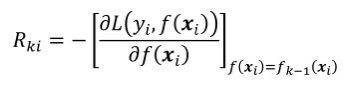 $R_{ki} = -\left[\frac{\partial L(y_i, f(\boldsymbol{x}_i))}{\partial f(\boldsymbol{x}_i)}\right]_{f(\boldsymbol{x}_i)=f_{k-1}(\boldsymbol{x}_i)}$